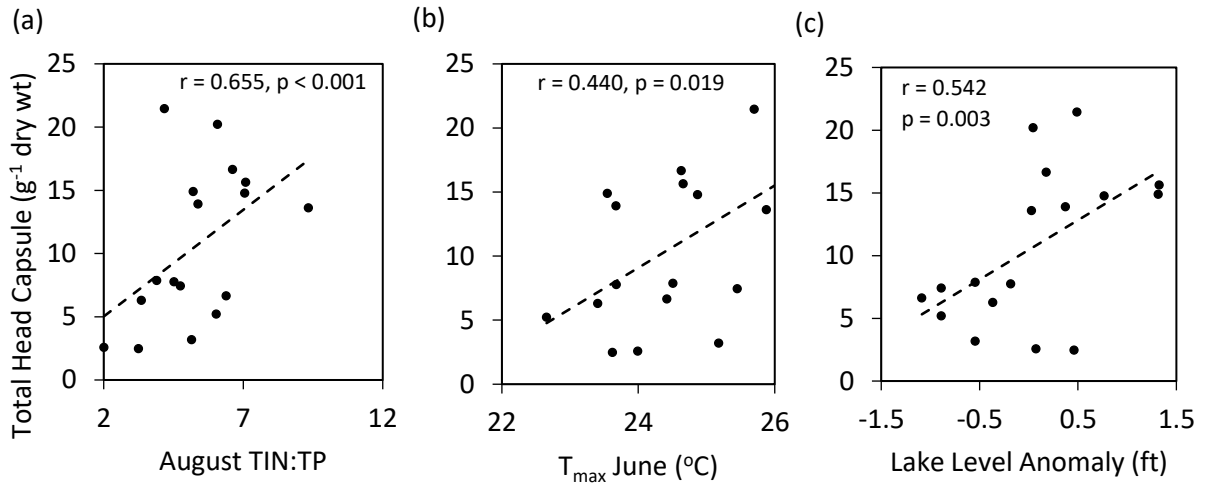 (a)
(b)
(c)
Total Head Capsule (g⁻¹ dry wt)
25
20
15
10
5
0
r = 0.655, p < 0.001
2
7
12
August TIN:TP
25
20
15
10
5
0
r = 0.440, p = 0.019
22
24
26
Tmax June (°C)
25
20
15
10
5
0
r = 0.542
p = 0.003
-1.5
-0.5
0.5
1.5
Lake Level Anomaly (ft)